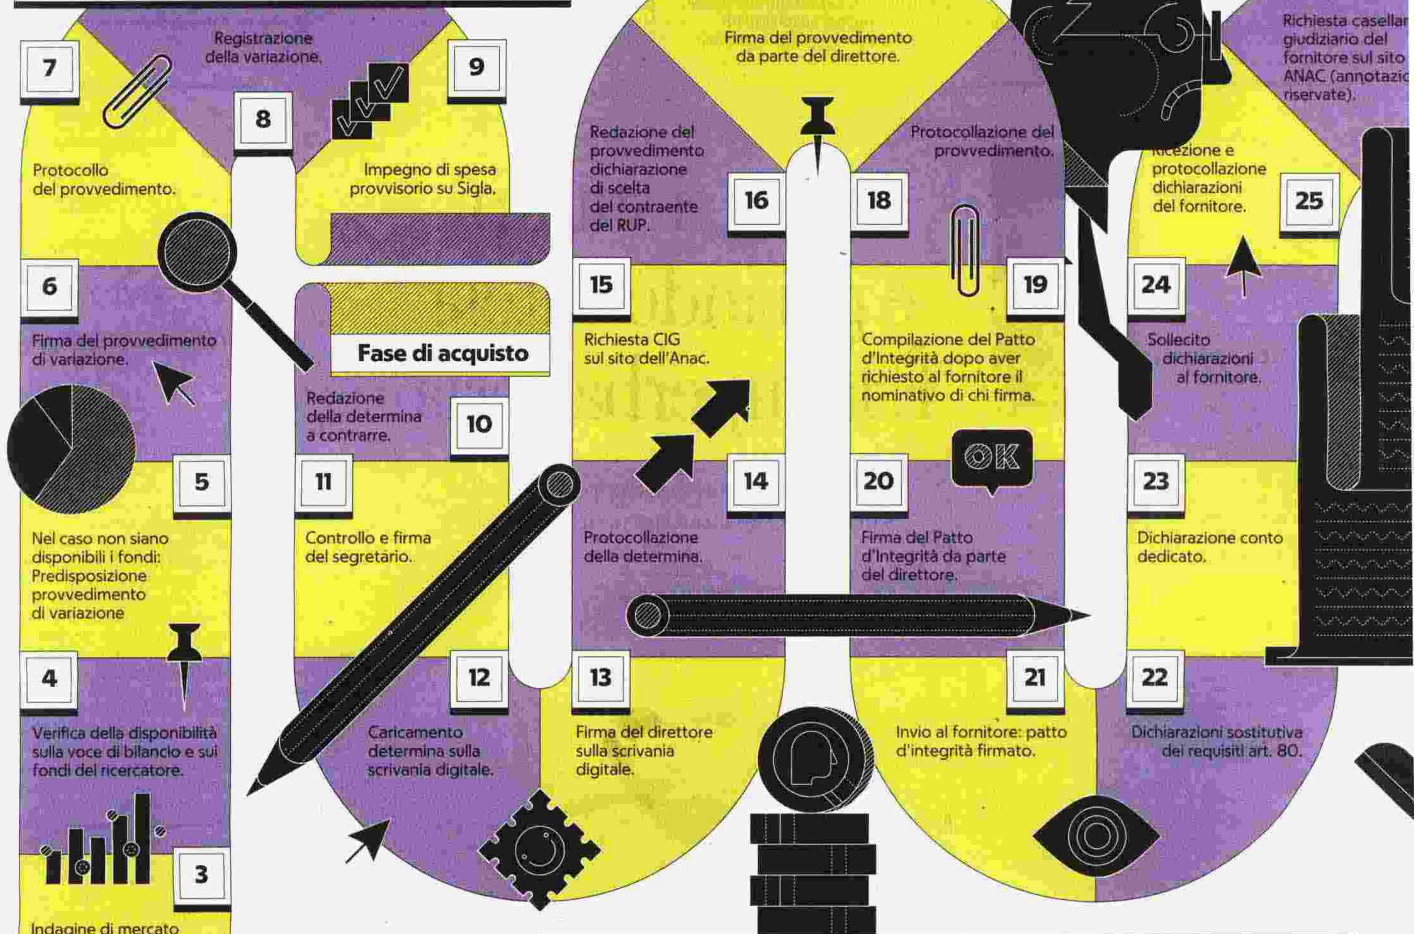 3
Indagine di mercato
4
Verifica della disponibilità
sulla voce di bilancio e sui
fondi del ricercatore.
5
Nel caso non siano
disponibili i fondi:
Predisposizione
provvedimento
di variazione
6
Firma del provvedimento
di variazione.
7
Protocollo
del provvedimento.
Registrazione
della variazione.
8
9
Impegno di spesa
provvisorio su Sigla.
Fase di acquisto
Redazione
della determina
a contrarre.
10
11
Controllo e firma
del segretario.
12
Caricamento
determina sulla
scrivania digitale.
13
Firma del direttore
sulla scrivania
digitale.
14
Protocollazione
della determina.
15
Richiesta CIG
sul sito dell'Anac.
Redazione del
provvedimento
dichiarazione
di scelta
del contraente
del RUP.
16
Firma del provvedimento
da parte del direttore.
18
Protocollazione del
provvedimento.
19
Compilazione del Patto
d'Integrità dopo aver
richiesto al fornitore il
nominativo di chi firma.
OK
20
Firma del Patto
d'Integrità da parte
del direttore.
21
Invio al fornitore: patto
d'integrità firmato.
22
Dichiarazioni sostitutiva
dei requisiti art. 80.
23
Dichiarazione conto
dedicato.
24
Sollecito
dichiarazioni
al fornitore.
Ricezione e
protocollazione
dichiarazioni
del fornitore.
25
Richiesta casellar
giudiziario del
fornitore sul sito
ANAC (annotazio
riservate).